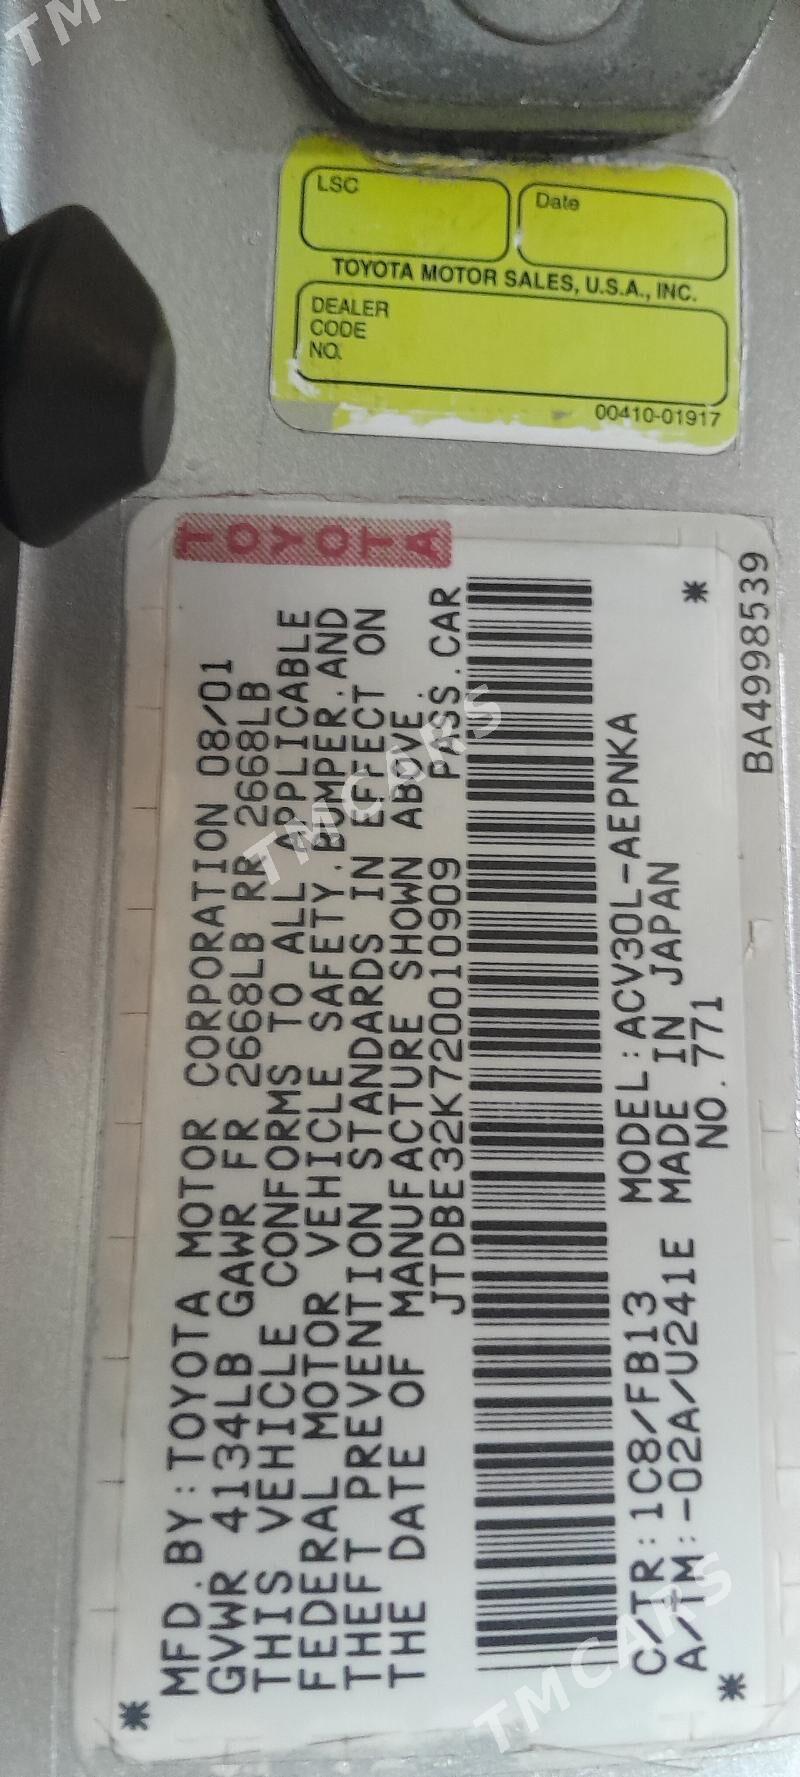 LSC
Date
TOYOTA MOTOR SALES, U.S.A., INC.
DEALER
CODE
NO.
00410-01917
TOYOTA
MFD.BY:TOYOTA MOTOR CORPORATION 08/01
GVWR 4134LB GAWR FR 2668LB RR 2668LB
THIS VEHICLE CONFORMS TO ALL APPLICABLE
FEDERAL MOTOR VEHICLE SAFETY.BUMPER.AND
THEFT PREVENTION STANDARDS IN EFFECT ON
THE DATE OF MANUFACTURE SHOWN ABOVE.
JTDBE32K720010909 PASS.CAR
C/TR:1C8/FB13 MODEL:ACV30L-AEPNKA
A/TM:-02A/U241E MADE IN JAPAN
NO.771
BA4998539
TMCARS
TMCARS